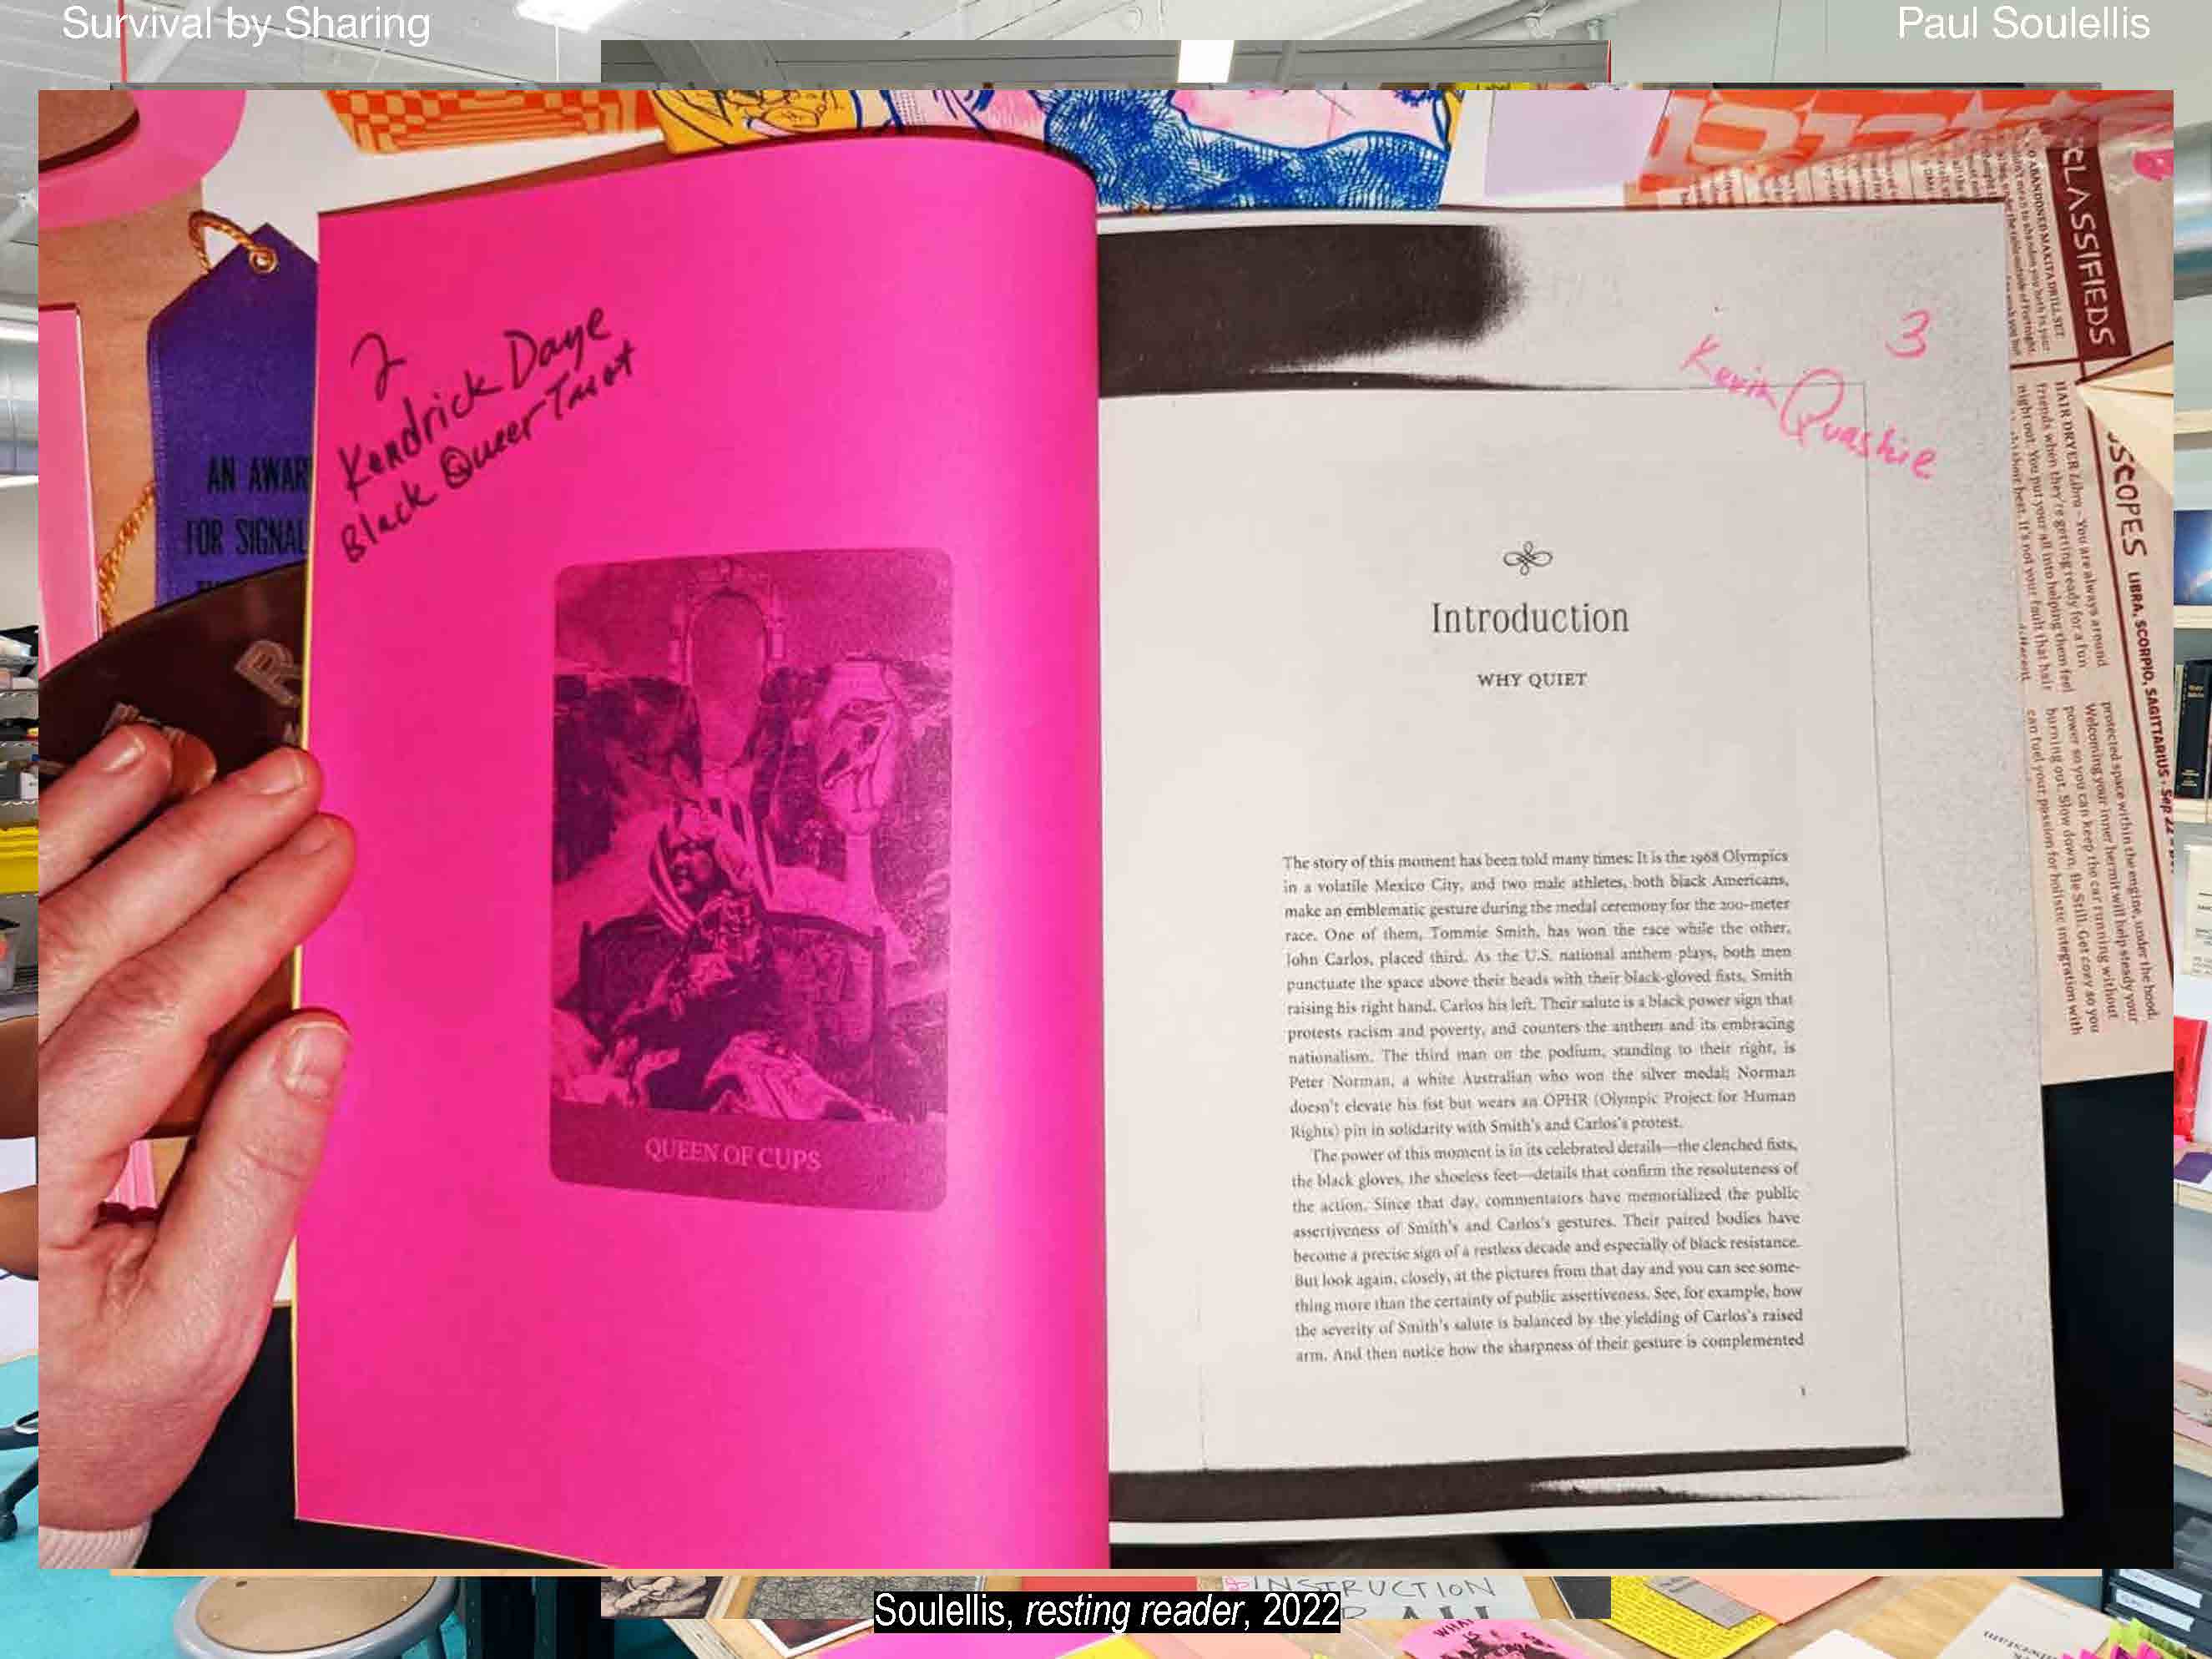 Survival by Sharing
Paul Soulellis
AN AWAR
FOR SIGNAL
2
Kendrick Daye
Black Queer Tarot
QUEEN OF CUPS
3
Kevin Quashie
Introduction
WHY QUIET
The story of this moment has been told many times: It is the 1968 Olympics
in a volatile Mexico City, and two male athletes, both black Americans,
make an emblematic gesture during the medal ceremony for the 200-meter
race. One of them, Tommie Smith, has won the race while the other,
John Carlos, placed third. As the U.S. national anthem plays, both men
punctuate the space above their heads with their black-gloved fists, Smith
raising his right hand, Carlos his left. Their salute is a black power sign that
protests racism and poverty, and counters the anthem and its embracing
nationalism. The third man on the podium, standing to their right, is
Peter Norman, a white Australian who won the silver medal; Norman
doesn't elevate his fist but wears an OPHR (Olympic Project for Human
Rights) pin in solidarity with Smith's and Carlos's protest.
The power of this moment is in its celebrated details—the clenched fists,
the black gloves, the shoeless feet—details that confirm the resoluteness of
the action. Since that day, commentators have memorialized the public
assertiveness of Smith's and Carlos's gestures. Their paired bodies have
become a precise sign of a restless decade and especially of black resistance.
But look again, closely, at the pictures from that day and you can see some-
thing more than the certainty of public assertiveness. See, for example, how
the severity of Smith's salute is balanced by the yielding of Carlos's raised
arm. And then notice how the sharpness of their gesture is complemented
1
CLASSIFIEDS
O ABANDONED MAKITA DRILL SET
SCOPES LIBRA, SCORPIO, SAGITTARIUS • Sep 22
HAIR DRYER Libra – You are always around
friends when they're getting ready for a fun
night out. You put your all into helping them feel
their best. It's not your fault that hair
protected space within the engine, under the hood.
Welcoming your inner hermit will help steady your
power so you can keep the car running without
burning out. Slow down. Be Still. Get cozy so you
can fuel your passion for holistic integration with
INSTRUCTION
Soulellis, resting reader, 2022